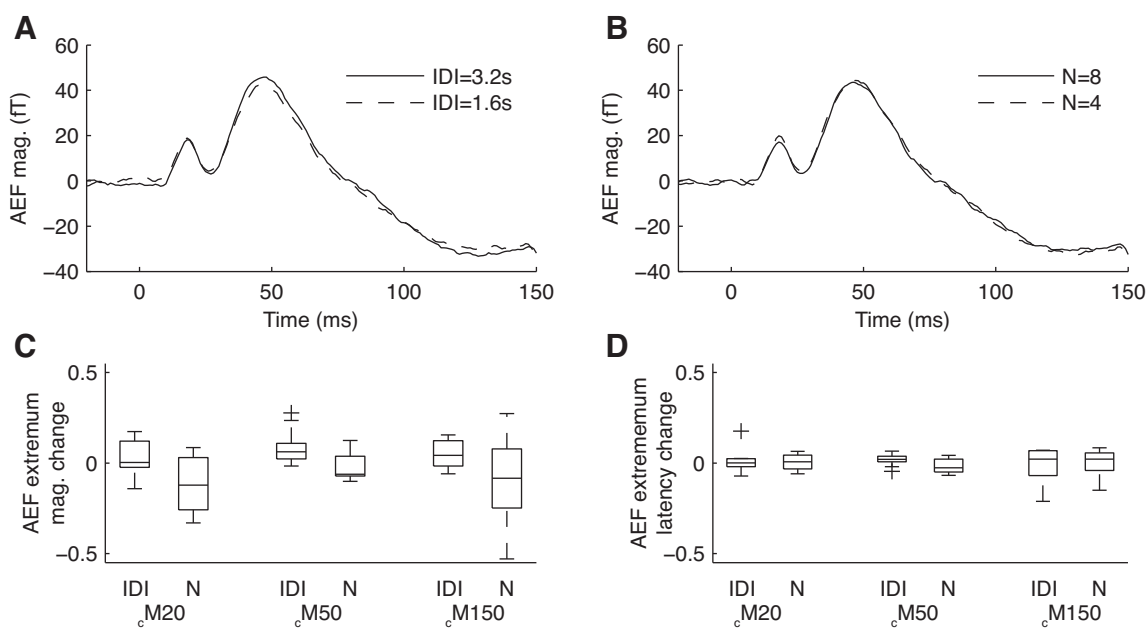 A
AEF mag. (fT)
60
40
20
0
−20
−40
0
50
100
150
Time (ms)
IDI=3.2s
IDI=1.6s
B
AEF mag. (fT)
60
40
20
0
−20
−40
0
50
100
150
Time (ms)
N=8
N=4
C
AEF extremum
mag. change
0.5
0
−0.5
IDI N IDI N IDI N
cM20 cM50 cM150
D
AEF extrememum
latency change
0.5
0
−0.5
IDI N IDI N IDI N
cM20 cM50 cM150